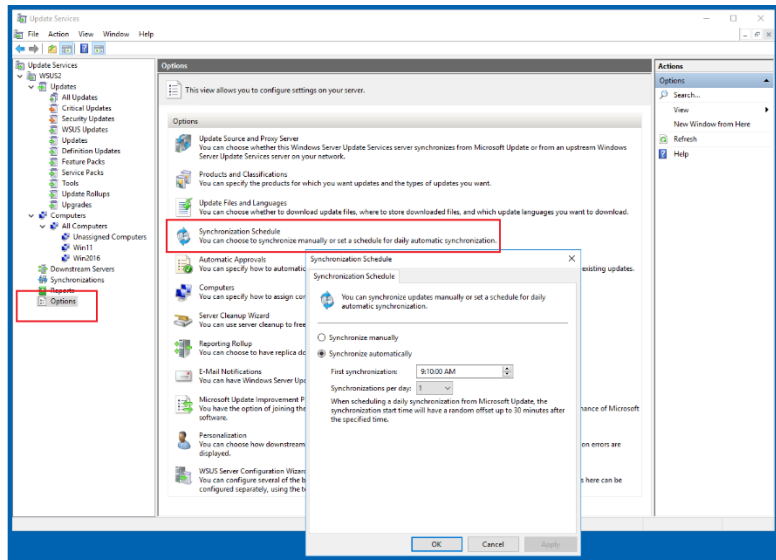 Update Services
File Action View Window Help
Update Services
WSUS2
Updates
All Updates
Critical Updates
Security Updates
WSUS Updates
Updates
Definition Updates
Feature Packs
Service Packs
Tools
Update Rollups
Upgrades
Computers
All Computers
Unassigned Computers
Win11
Win2016
Downstream Servers
Synchronizations
Reports
Options
Options
This view allows you to configure settings on your server.
Options
Update Source and Proxy Server
You can choose whether this Windows Server Update Services server synchronizes from Microsoft Update or from an upstream Windows
Server Update Services server on your network.
Products and Classifications
You can specify the products for which you want updates and the types of updates you want.
Update Files and Languages
You can choose whether to download update files, where to store downloaded files, and which update languages you want to download.
Synchronization Schedule
You can choose to synchronize manually or set a schedule for daily automatic synchronization.
Automatic Approvals
You can specify how to automatic
existing updates.
Computers
You can specify how to assign cor
Server Cleanup Wizard
You can use server cleanup to free
Reporting Rollup
You can choose to have replica do
E-Mail Notifications
You can have Windows Server Upd
Microsoft Update Improvement P
You have the option of joining the
nance of Microsoft
software.
Personalization
You can choose how downstream
on errors are
displayed.
WSUS Server Configuration Wizard
You can configure several of the b
s here can be
configured separately, using the t
Synchronization Schedule
Synchronization Schedule
You can synchronize updates manually or set a schedule for daily
automatic synchronization.
Synchronize manually
Synchronize automatically
First synchronization: 9:10:00 AM
Synchronizations per day: 1
When scheduling a daily synchronization from Microsoft Update, the
synchronization start time will have a random offset up to 30 minutes after
the specified time.
OK Cancel Apply
Actions
Options
Search...
View
New Window from Here
Refresh
Help